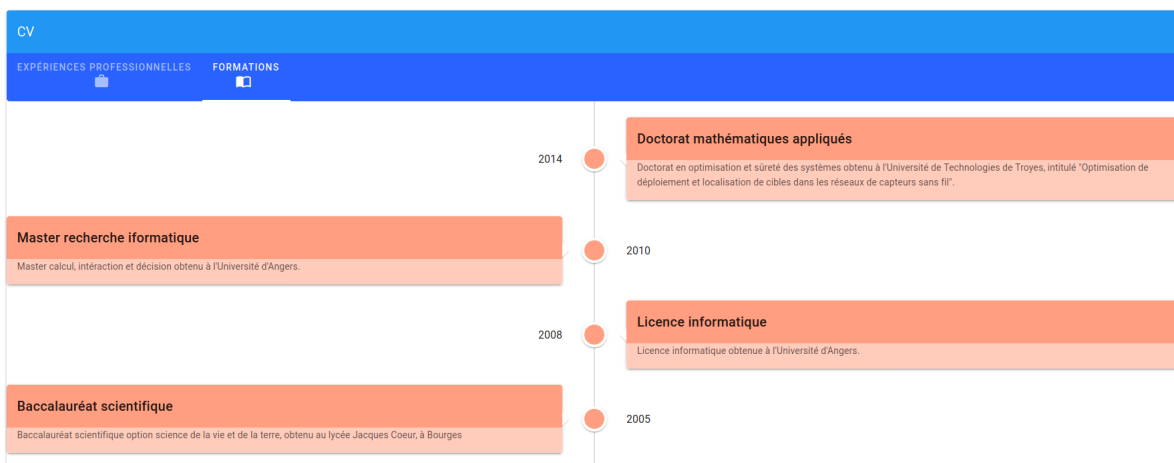 CV
EXPÉRIENCES PROFESSIONNELLES
FORMATIONS
2014
Doctorat mathématiques appliqués
Doctorat en optimisation et sûreté des systèmes obtenu à l'Université de Technologies de Troyes, intitulé "Optimisation de
déploiement et localisation de cibles dans les réseaux de capteurs sans fil".
Master recherche iformatique
Master calcul, intéraction et décision obtenu à l'Université d'Angers.
2010
2008
Licence informatique
Licence informatique obtenue à l'Université d'Angers.
Baccalauréat scientifique
Baccalauréat scientifique option science de la vie et de la terre, obtenu au lycée Jacques Coeur, à Bourges
2005